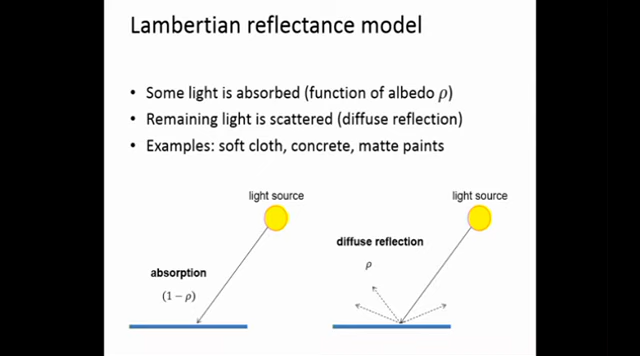 Lambertian reflectance model
• Some light is absorbed (function of albedo ρ)
• Remaining light is scattered (diffuse reflection)
• Examples: soft cloth, concrete, matte paints
light source
absorption
(1 − ρ)
light source
diffuse reflection
ρ